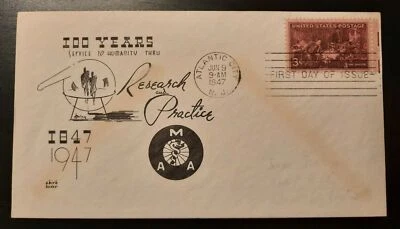 100 YEARS
SERVICE TO HUMANITY THRU
Research
and
Practice
1847
1947
A M A
ATLANTIC CITY
JUN 9
9-AM
1947
N. J.
UNITED STATES POSTAGE
3¢
FIRST DAY OF ISSUE